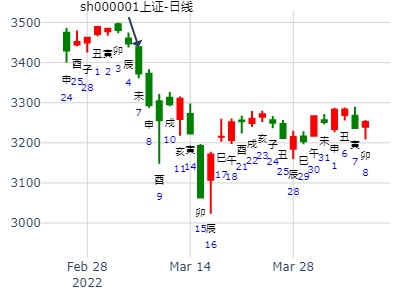 sh000001上证-日线
3500
3400
3300
3200
3100
3000
申
24
酉
25
子
28
丑
1
寅
2
卯
3
辰
4
未
7
申
8
酉
9
戌
10
亥
11
寅
14
卯
15
辰
16
巳
17
午
18
酉
21
戌
22
亥
23
子
24
丑
25
辰
28
巳
29
午
30
未
31
申
1
丑
6
寅
7
卯
8
Feb 28
2022
Mar 14
Mar 28